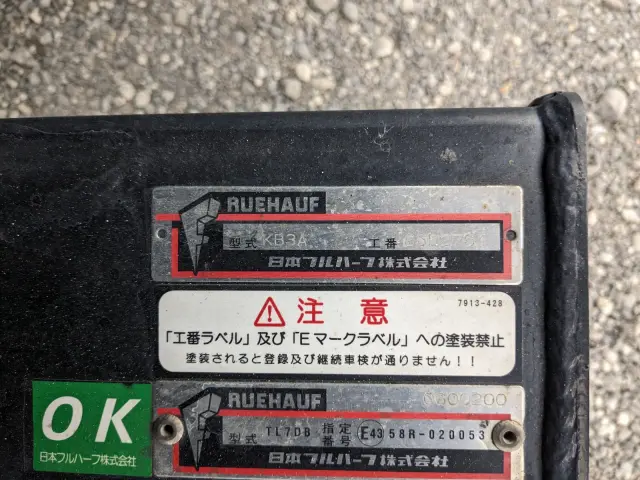 RUEHAUF
型式 KB3A 工番
日本フルハーフ株式会社
7913-428
⚠ 注意
「工番ラベル」及び「Eマークラベル」への塗装禁止
塗装されると登録及び継続車検が通りません!!
OK
日本フルハーフ株式会社
RUEHAUF
型式 TL7DB 指定番号 E43 58R-020053
日本フルハーフ株式会社